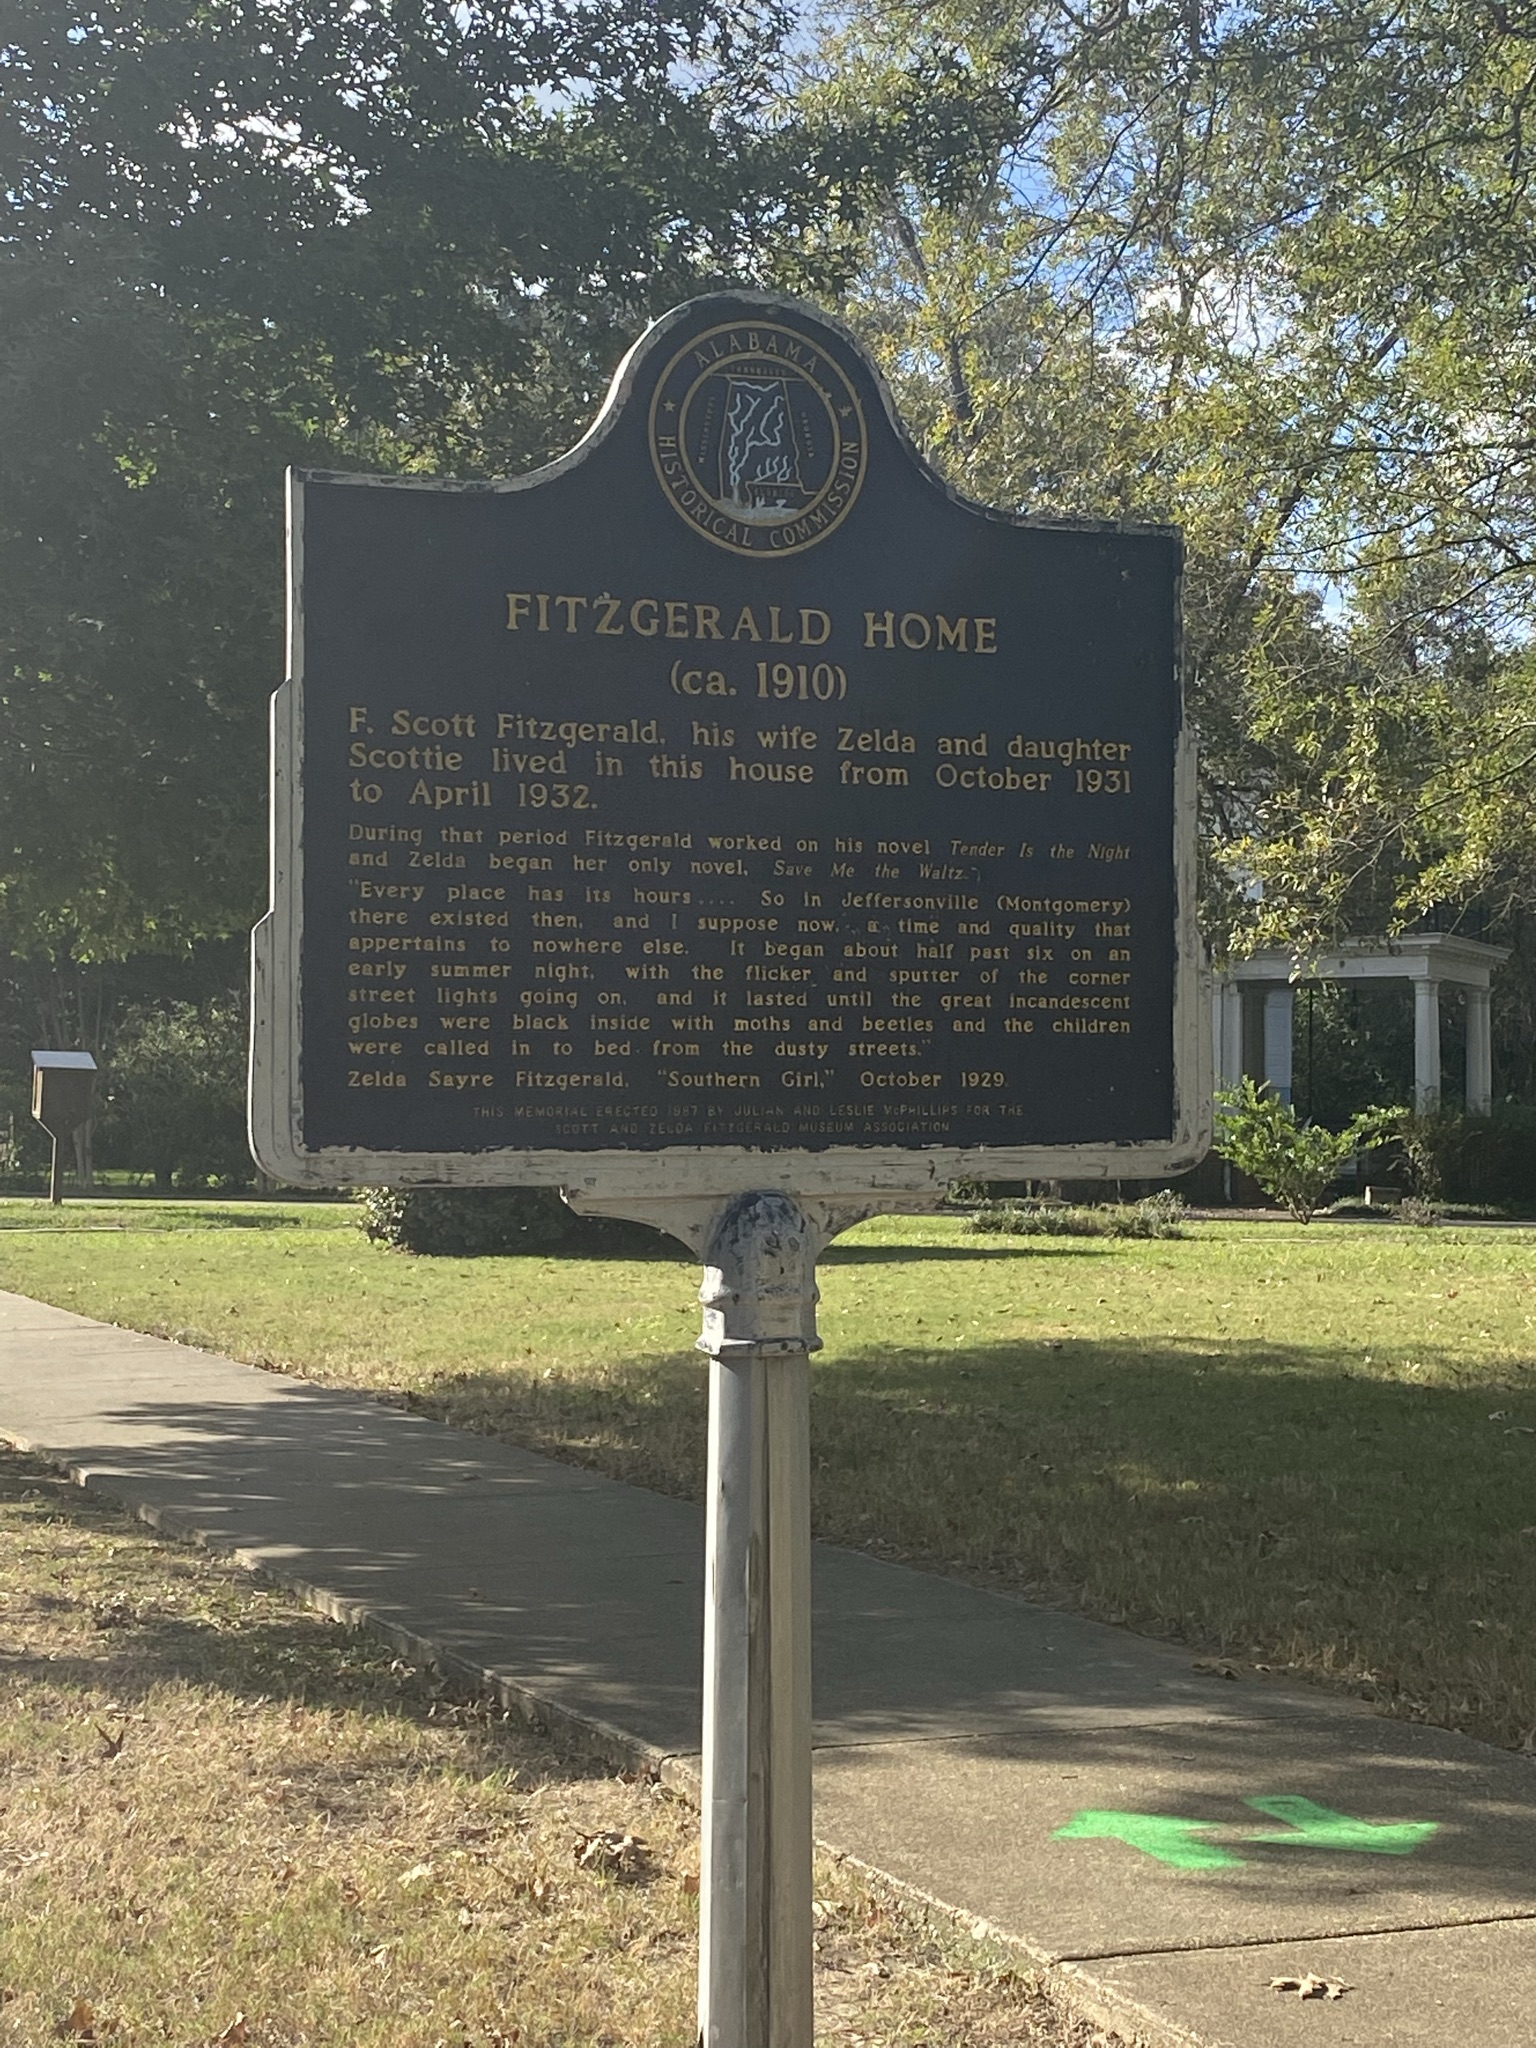 ALABAMA
HISTORICAL COMMISSION
TENNESSEE
MISSISSIPPI
GEORGIA
FLORIDA
FITZGERALD HOME
(ca. 1910)
F. Scott Fitzgerald, his wife Zelda and daughter
Scottie lived in this house from October 1931
to April 1932.
During that period Fitzgerald worked on his novel Tender Is the Night
and Zelda began her only novel, Save Me the Waltz.
"Every place has its hours.... So in Jeffersonville (Montgomery)
there existed then, and I suppose now, a time and quality that
appertains to nowhere else. It began about half past six on an
early summer night, with the flicker and sputter of the corner
street lights going on, and it lasted until the great incandescent
globes were black inside with moths and beetles and the children
were called in to bed from the dusty streets."
Zelda Sayre Fitzgerald, "Southern Girl," October 1929
THIS MEMORIAL ERECTED 1987 BY JULIAN AND LESLIE McPHILLIPS FOR THE
SCOTT AND ZELDA FITZGERALD MUSEUM ASSOCIATION